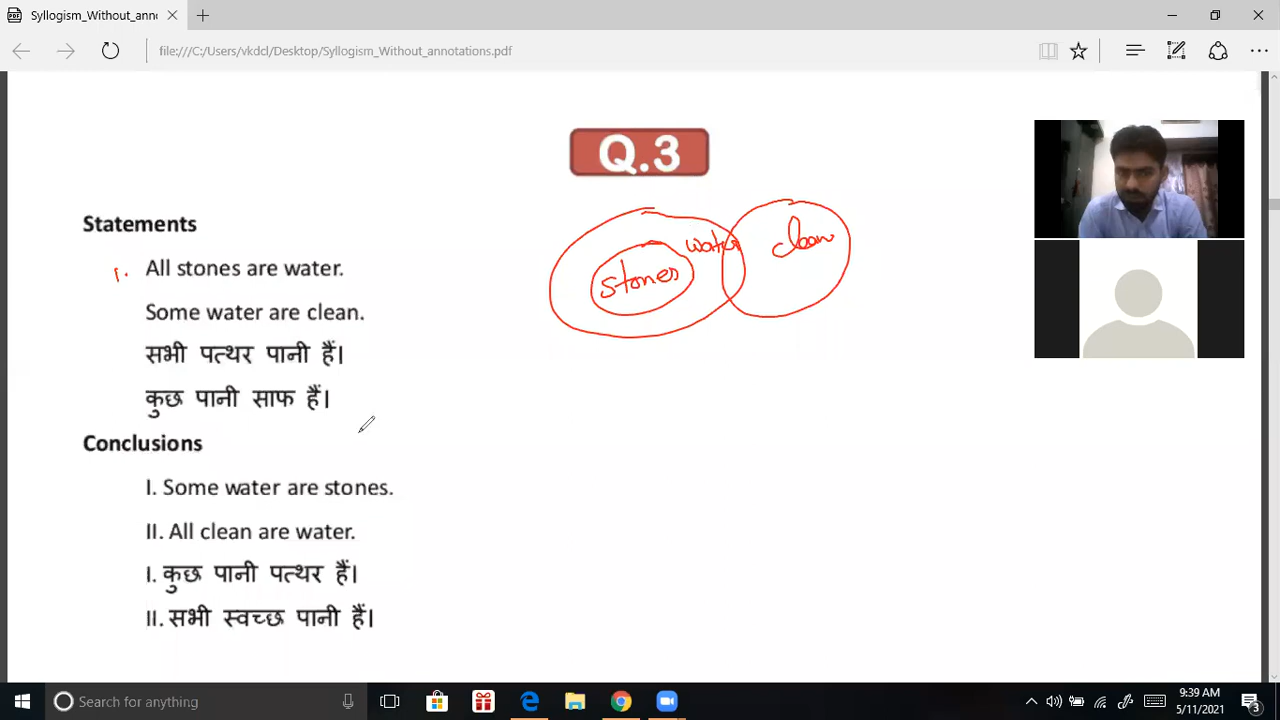 Syllogism_Without_anno
file:///C:/Users/vkdcl/Desktop/Syllogism_Without_annotations.pdf
Q.3
Statements
1. All stones are water.
Some water are clean.
सभी पत्थर पानी हैं।
कुछ पानी साफ हैं।
stones water clean
Conclusions
I. Some water are stones.
II. All clean are water.
I. कुछ पानी पत्थर हैं।
II. सभी स्वच्छ पानी हैं।
Search for anything
9:39 AM
5/11/2021
3